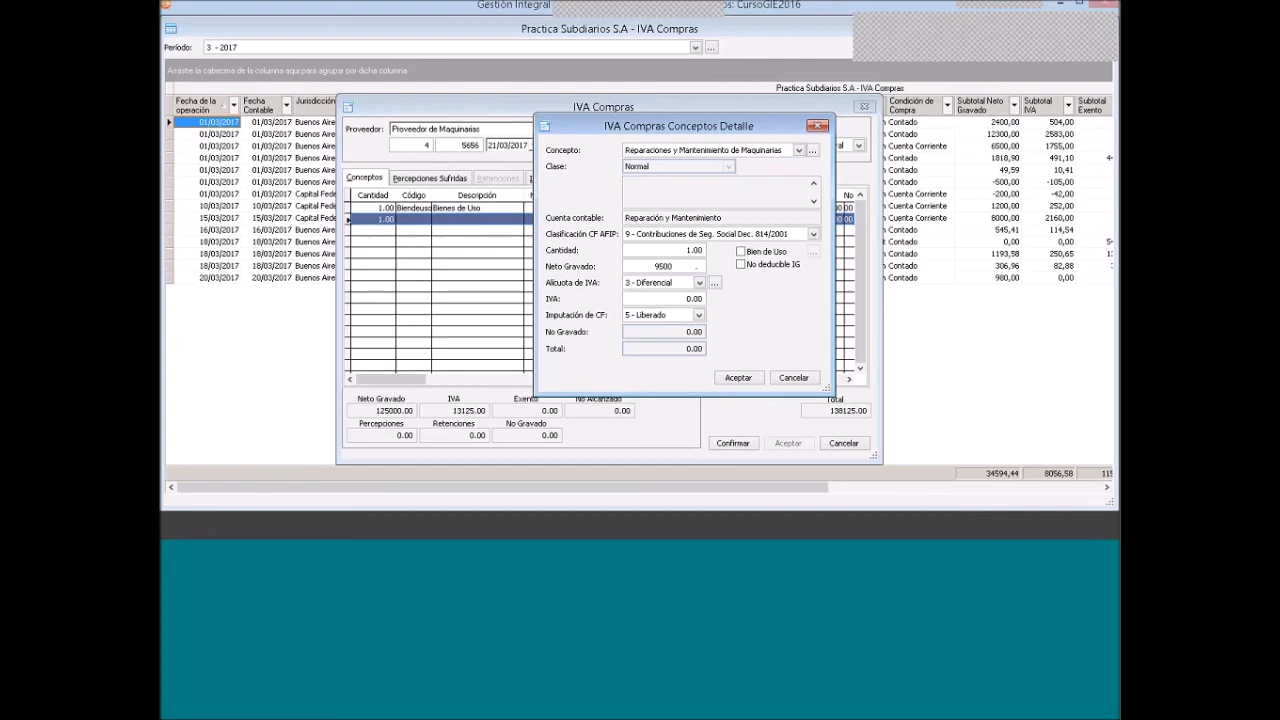 Gestión Integral os: CursoGIE2016
Practica Subdiarios S.A - IVA Compras
Período: 3 - 2017 ...
Arrastre la cabecera de la columna aqui para agrupar por dicha columna
Practica Subdiarios S.A - IVA Compras
Fecha de la operación Fecha Contable Jurisdicción Condición de Compra Subtotal Neto Gravado Subtotal IVA Subtotal Exento
01/03/2017 01/03/2017 Buenos Aire Contado 2400,00 504,00
01/03/2017 01/03/2017 Buenos Aire Contado 12300,00 2583,00
01/03/2017 01/03/2017 Buenos Aire Cuenta Corriente 6500,00 1755,00
01/03/2017 01/03/2017 Buenos Aire Contado 1818,90 491,10
01/03/2017 01/03/2017 Buenos Aire Contado 49,59 10,41
01/03/2017 01/03/2017 Buenos Aire Contado -500,00 -105,00
01/03/2017 01/03/2017 Capital Fede Cuenta Corriente -200,00 -42,00
10/03/2017 10/03/2017 Capital Fede Cuenta Corriente 1200,00 252,00
15/03/2017 15/03/2017 Capital Fede Cuenta Corriente 8000,00 2160,00
16/03/2017 16/03/2017 Capital Fede Contado 545,41 114,54
18/03/2017 18/03/2017 Buenos Aire Contado 0,00 0,00
18/03/2017 18/03/2017 Buenos Aire Contado 1193,58 250,65
18/03/2017 18/03/2017 Buenos Aire Contado 306,96 82,88
20/03/2017 20/03/2017 Buenos Aire Contado 980,00 0,00
34594,44 8056,58 115
IVA Compras
Proveedor: Proveedor de Maquinarias
4 5656 21/03/2017
Conceptos Percepciones Sufridas Retenciones
Cantidad Código Descripción No
1.00 Biendeuso Bienes de Uso
1.00
Neto Gravado IVA Exento No Alcanzado Total
125000.00 13125.00 0.00 0.00 138125.00
Percepciones Retenciones No Gravado
0.00 0.00 0.00
Confirmar Aceptar Cancelar
IVA Compras Conceptos Detalle
Concepto: Reparaciones y Mantenimiento de Maquinarias ...
Clase: Normal
Cuenta contable: Reparación y Mantenimiento
Clasificación CF AFIP: 9 - Contribuciones de Seg. Social Dec. 814/2001
Cantidad: 1.00 Bien de Uso ...
Neto Gravado: 9500 . No deducible IG
Alícuota de IVA: 3 - Diferencial ...
IVA: 0.00
Imputación de CF: 5 - Liberado
No Gravado: 0.00
Total: 0.00
Aceptar Cancelar